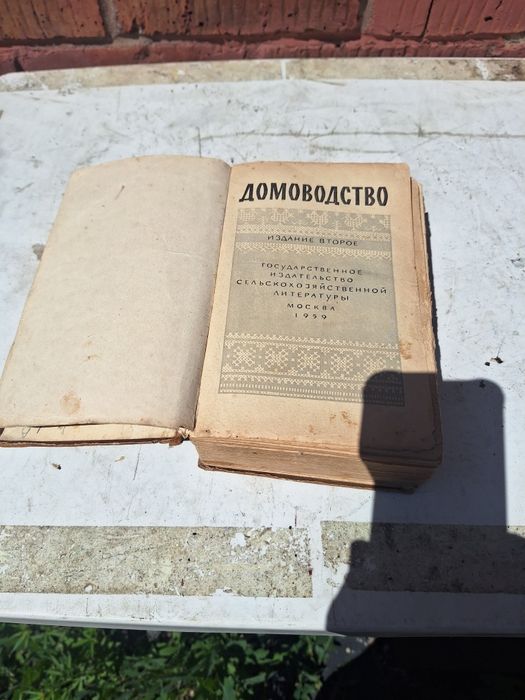 ДОМОВОДСТВО
ИЗДАНИЕ ВТОРОЕ
ГОСУДАРСТВЕННОЕ
ИЗДАТЕЛЬСТВО
СЕЛЬСКОХОЗЯЙСТВЕННОЙ
ЛИТЕРАТУРЫ
МОСКВА
1959